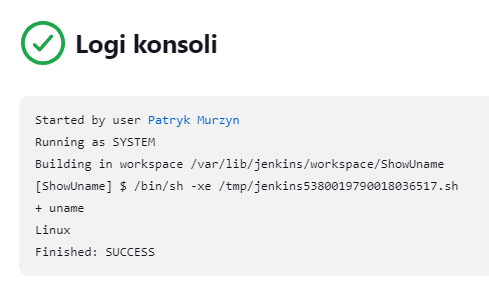 Logi konsoli
Started by user Patryk Murzyn
Running as SYSTEM
Building in workspace /var/lib/jenkins/workspace/ShowUname
[ShowUname] $ /bin/sh -xe /tmp/jenkins5380019790018036517.sh
+ uname
Linux
Finished: SUCCESS